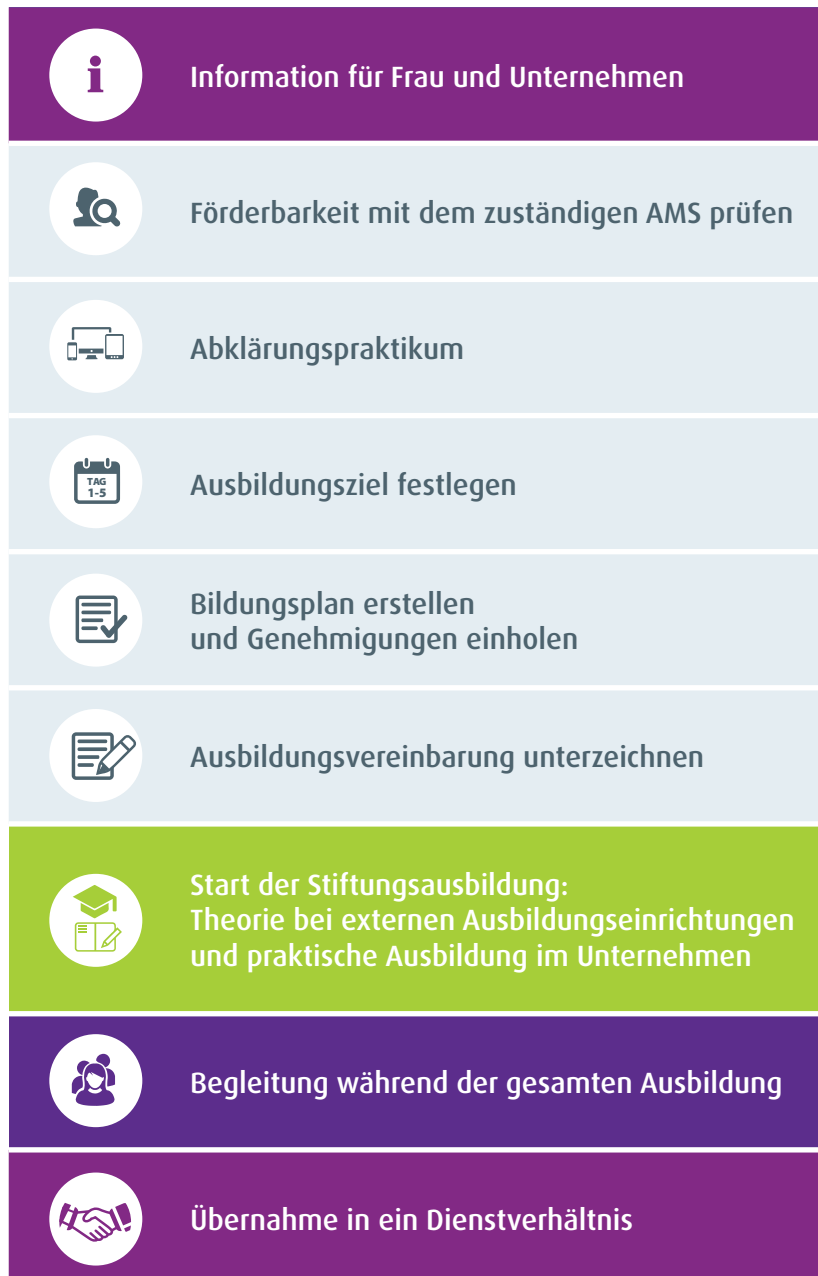 i
Information für Frau und Unternehmen
Förderbarkeit mit dem zuständigen AMS prüfen
Abklärungspraktikum
TAG
1-5
Ausbildungsziel festlegen
Bildungsplan erstellen
und Genehmigungen einholen
Ausbildungsvereinbarung unterzeichnen
Start der Stiftungsausbildung:
Theorie bei externen Ausbildungseinrichtungen
und praktische Ausbildung im Unternehmen
Begleitung während der gesamten Ausbildung
Übernahme in ein Dienstverhältnis